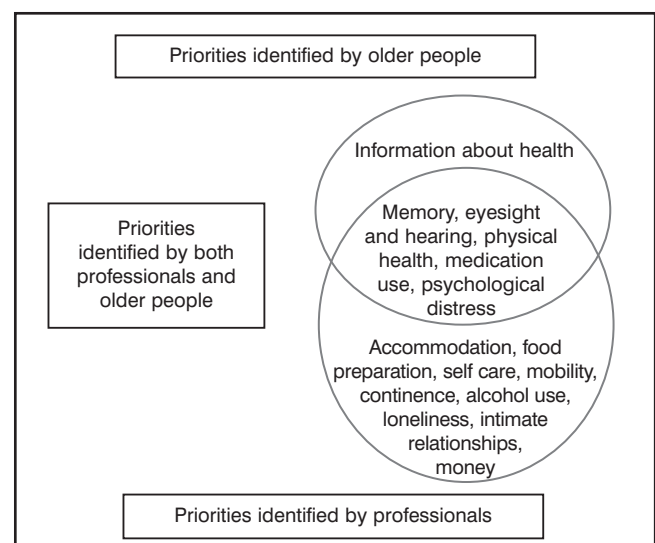 Priorities identified by older people
Information about health
Priorities
identified by both
professionals and
older people
Memory, eyesight
and hearing, physical
health, medication
use, psychological
distress
Accommodation, food
preparation, self care, mobility,
continence, alcohol use,
loneliness, intimate
relationships,
money
Priorities identified by professionals